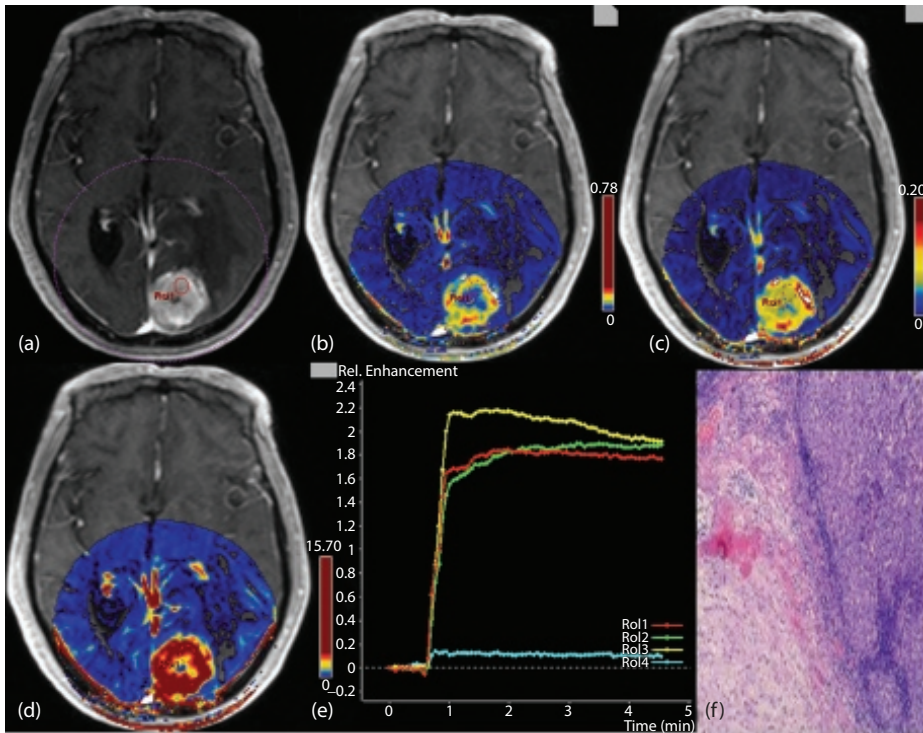 RoI1
(a)
RoI1
0.78
0
(b)
RoI1
0.20
0
(c)
15.70
0
(d)
Rel. Enhancement
2.4
2.2
2
1.8
1.6
1.4
1.2
1
0.8
0.6
0.4
0.2
0
–0.2
0
1
2
3
4
5
Time (min)
RoI1
RoI2
RoI3
RoI4
(e)
(f)